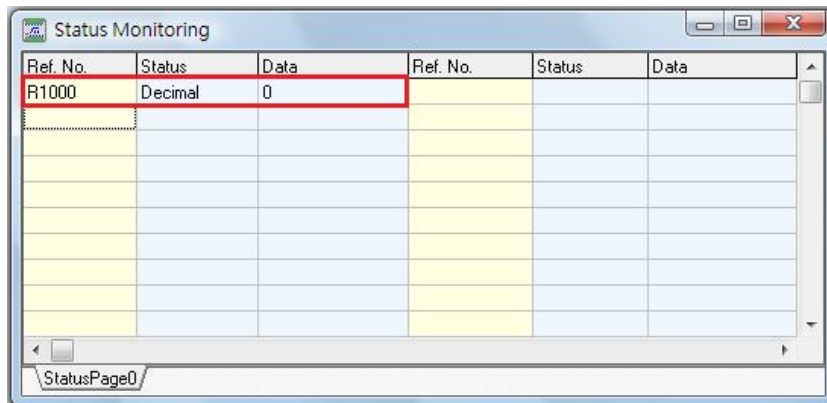 Status Monitoring
Ref. No. Status Data Ref. No. Status Data
R1000 Decimal 0
StatusPage0